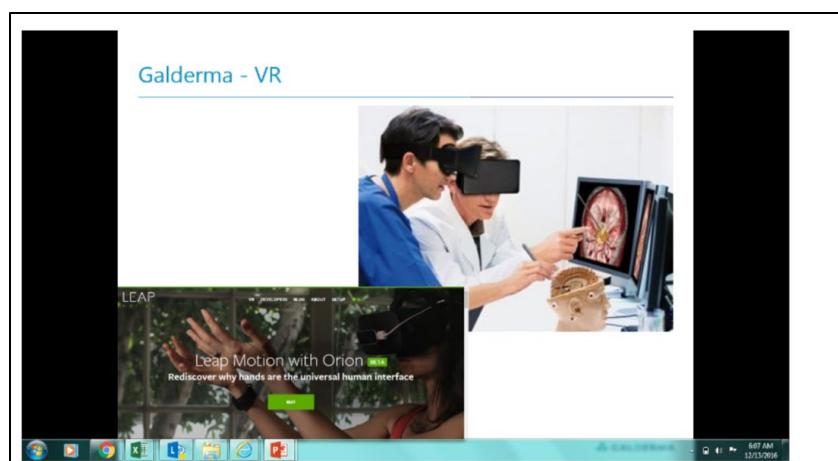 Galderma - VR
LEAP
VR DEVELOPERS BLOG ABOUT SETUP
Leap Motion with Orion BETA
Rediscover why hands are the universal human interface
GALDERMA
6:07 AM
12/13/2016